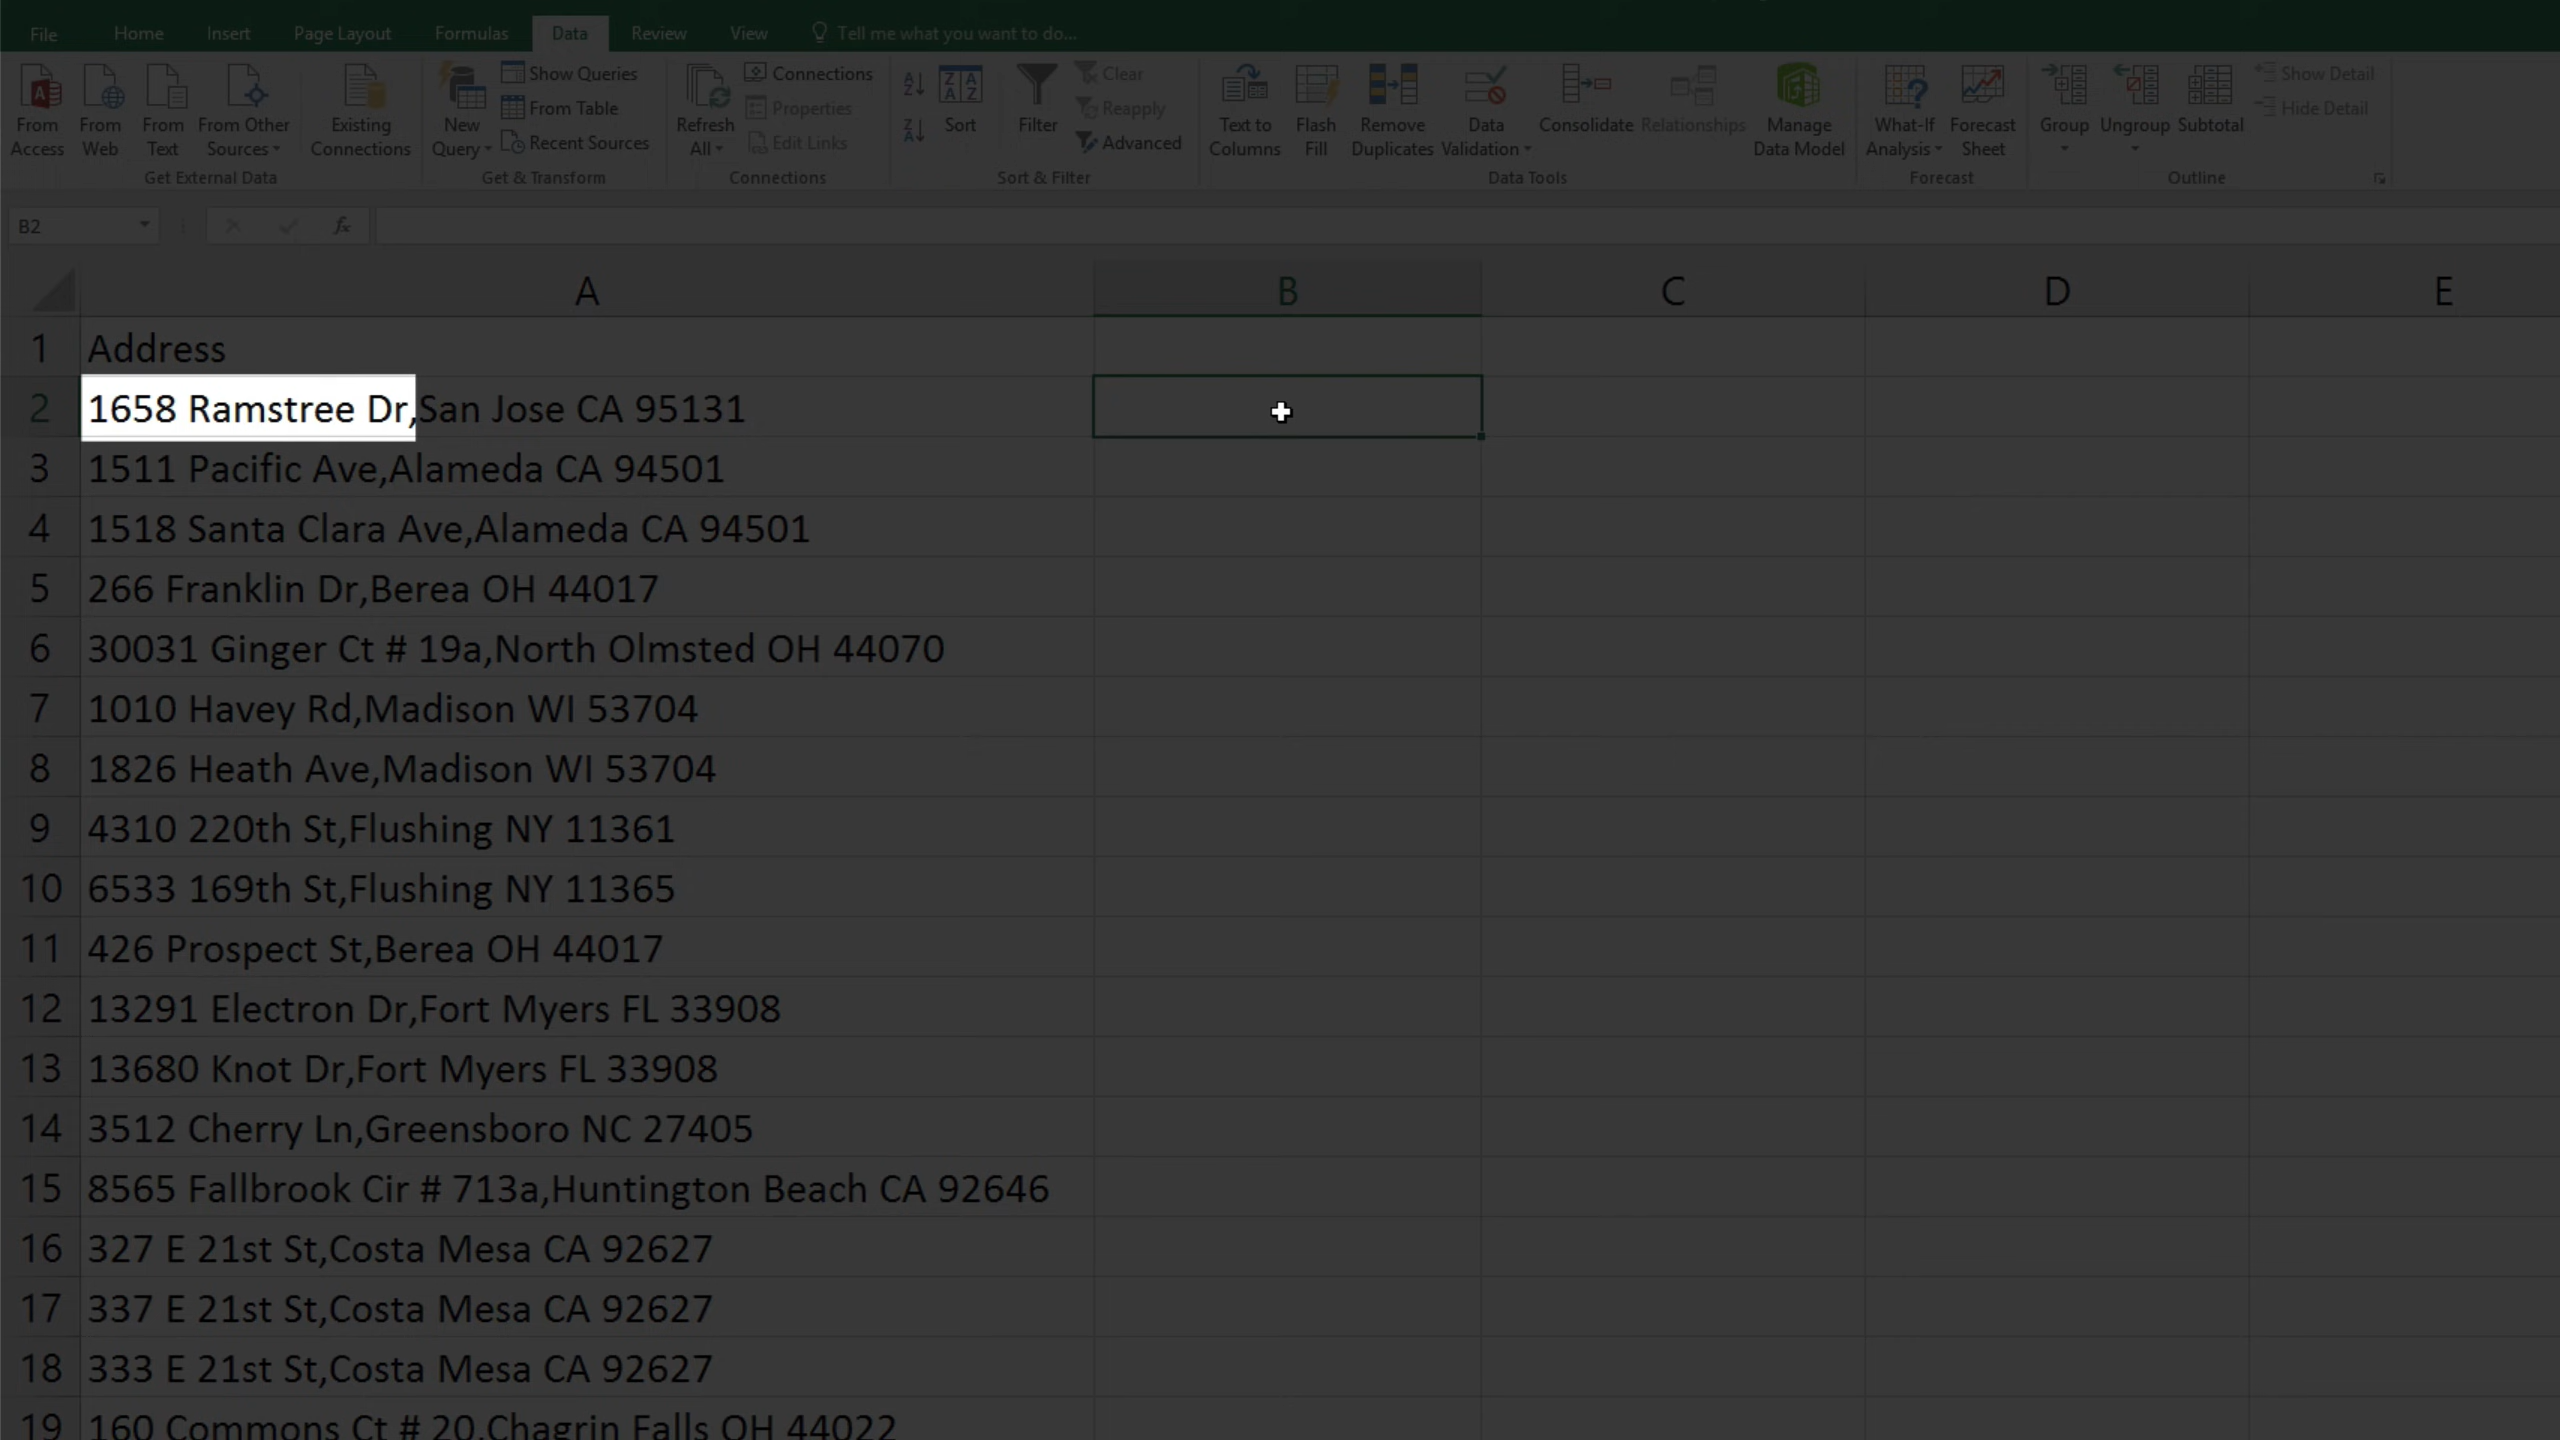 File Home Insert Page Layout Formulas Data Review View Tell me what you want to do...
From Access From Web From Text From Other Sources Existing Connections
Get External Data
New Query Show Queries From Table Recent Sources
Get & Transform
Refresh All Connections Properties Edit Links
Connections
Sort Filter Clear Reapply Advanced
Sort & Filter
Text to Columns Flash Fill Remove Duplicates Data Validation Consolidate Relationships Manage Data Model
Data Tools
What-If Analysis Forecast Sheet
Forecast
Group Ungroup Subtotal Show Detail Hide Detail
Outline
B2 fx
A B C D E
1 Address
2 1658 Ramstree Dr,San Jose CA 95131
3 1511 Pacific Ave,Alameda CA 94501
4 1518 Santa Clara Ave,Alameda CA 94501
5 266 Franklin Dr,Berea OH 44017
6 30031 Ginger Ct # 19a,North Olmsted OH 44070
7 1010 Havey Rd,Madison WI 53704
8 1826 Heath Ave,Madison WI 53704
9 4310 220th St,Flushing NY 11361
10 6533 169th St,Flushing NY 11365
11 426 Prospect St,Berea OH 44017
12 13291 Electron Dr,Fort Myers FL 33908
13 13680 Knot Dr,Fort Myers FL 33908
14 3512 Cherry Ln,Greensboro NC 27405
15 8565 Fallbrook Cir # 713a,Huntington Beach CA 92646
16 327 E 21st St,Costa Mesa CA 92627
17 337 E 21st St,Costa Mesa CA 92627
18 333 E 21st St,Costa Mesa CA 92627
19 160 Commons Ct # 20,Chagrin Falls OH 44022